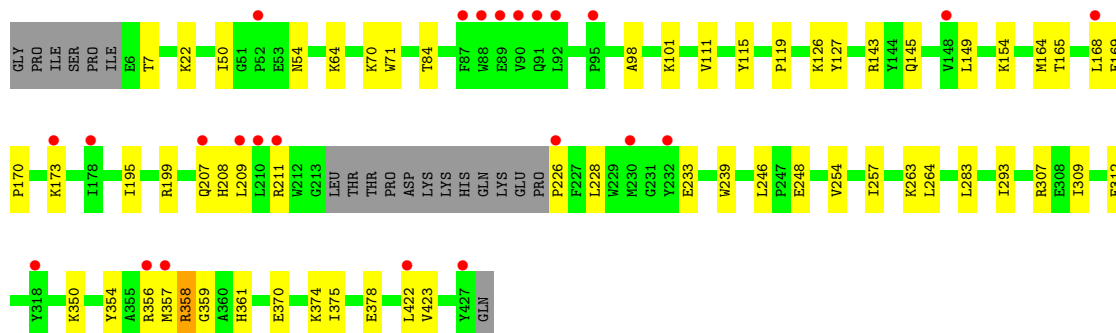 GLY PRO ILE SER PRO ILE E6 T7 K22 I50 G51 P52 E53 N54 K64 K70 W71 T84 F87 W88 E89 V90 Q91 L92 P95 A98 K101 V111 Y115 P119 K126 Y127 R143 Y144 Q145 V148 L149 K154 M164 T165 L168 E169
P170 K173 I178 I195 R199 Q207 H208 L209 L210 R211 W212 G213 LEU THR THR PRO ASP LYS LYS HIS GLN LYS GLU PRO P226 F227 L228 W229 M230 G231 Y232 E233 W239 L246 P247 E248 V254 I257 K263 L264 L283 I293 R307 E308 I309 E312
Y318 K350 Y354 A355 R356 M357 R358 G359 A360 H361 E370 K374 I375 E378 L422 V423 Y427 GLN